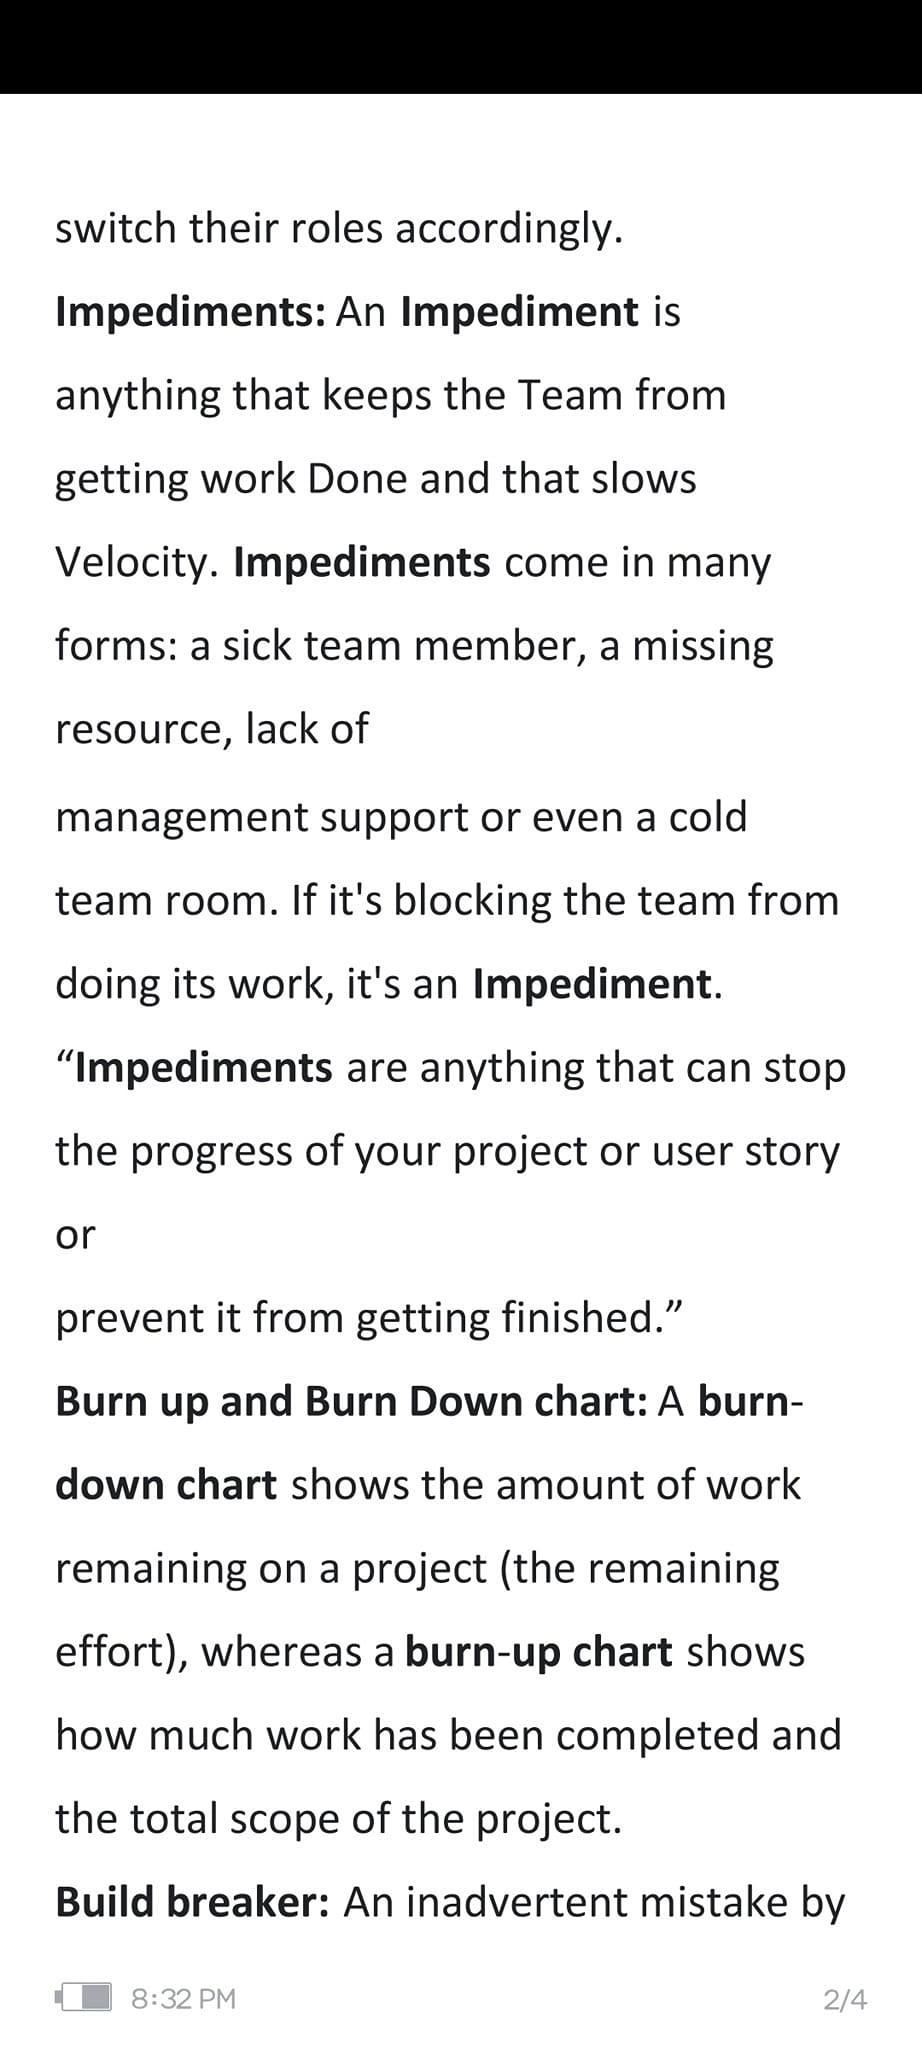 switch their roles accordingly.
Impediments: An Impediment is
anything that keeps the Team from
getting work Done and that slows
Velocity. Impediments come in many
forms: a sick team member, a missing
resource, lack of
management support or even a cold
team room. If it's blocking the team from
doing its work, it's an Impediment.
“Impediments are anything that can stop
the progress of your project or user story
or
prevent it from getting finished.”
Burn up and Burn Down chart: A burn-
down chart shows the amount of work
remaining on a project (the remaining
effort), whereas a burn-up chart shows
how much work has been completed and
the total scope of the project.
Build breaker: An inadvertent mistake by
8:32 PM 2/4